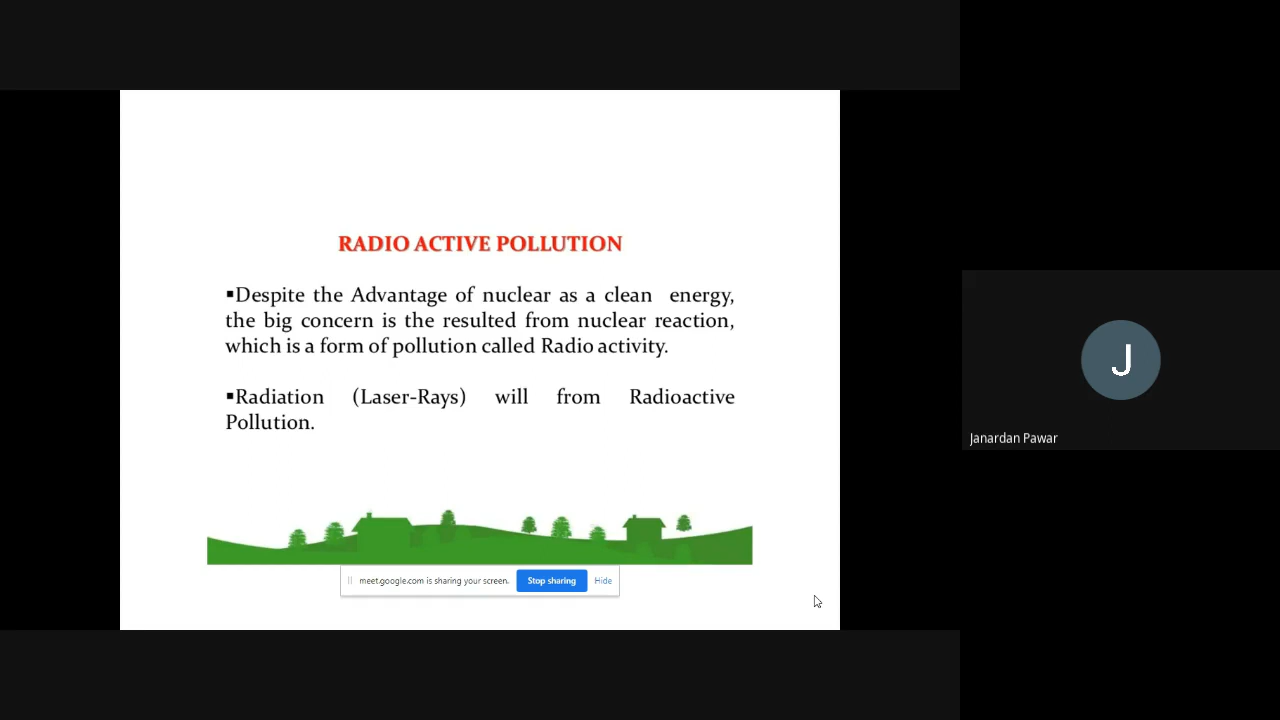 RADIO ACTIVE POLLUTION
▪Despite the Advantage of nuclear as a clean energy,
the big concern is the resulted from nuclear reaction,
which is a form of pollution called Radio activity.
▪Radiation (Laser-Rays) will from Radioactive
Pollution.
meet.google.com is sharing your screen. Stop sharing Hide
J
Janardan Pawar